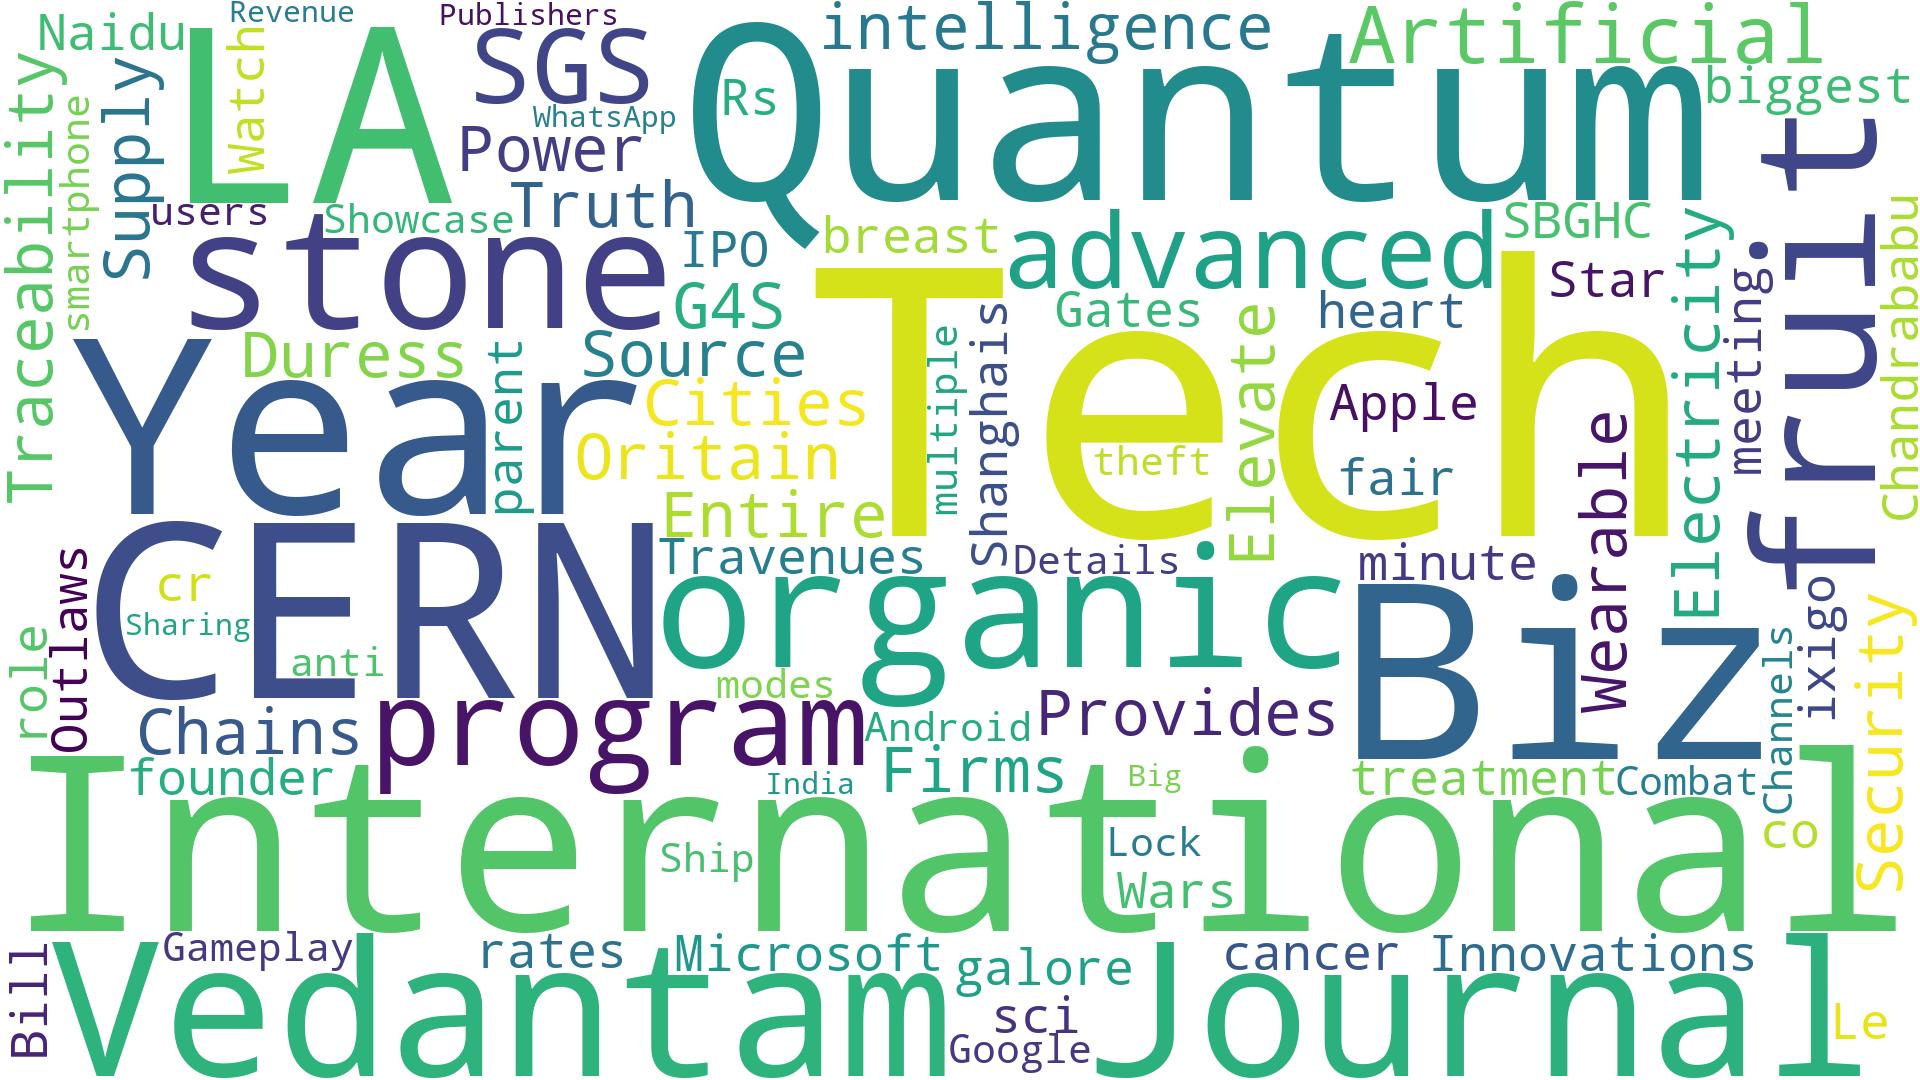 Revenue
Publishers
Naidu
LA
SGS
Quantum
intelligence
Artificial
Watch
Rs
biggest
WhatsApp
Power
Supply
Traceability
smartphone
users
Showcase
Truth
stone
IPO
breast
advanced
SBGHC
fruit
Star
G4S
Gates
heart
Electricity
meeting
Chandrababu
Duress
parent
Source
Tech
multiple
Shanghais
Elevate
Year
Cities
Apple
Oritain
theft
fair
Wearable
Entire
CERN
Travenues
Details
minute
Outlaws
cr
organic
Biz
ixigo
Sharing
role
anti
modes
Channels
Security
Chains
program
Android
Provides
founder
India
Firms
Big
treatment
Combat
International
co
Ship
Lock
Wars
Bill
Gameplay
rates
Microsoft
galore
cancer
Innovations
Vedantam
sci
Journal
Le
Google